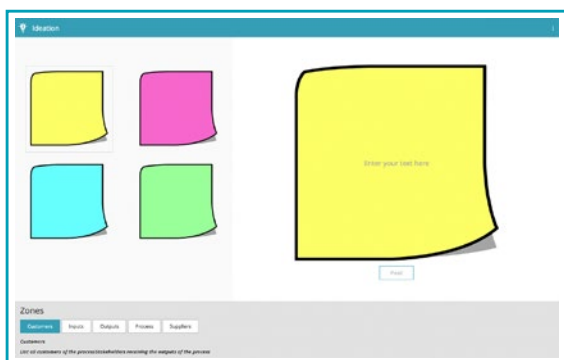 Ideation
Enter your text here
Post
Zones
Customers Inputs Outputs Process Suppliers
Customers
List all customers of the process/stakeholders receiving the outputs of the process